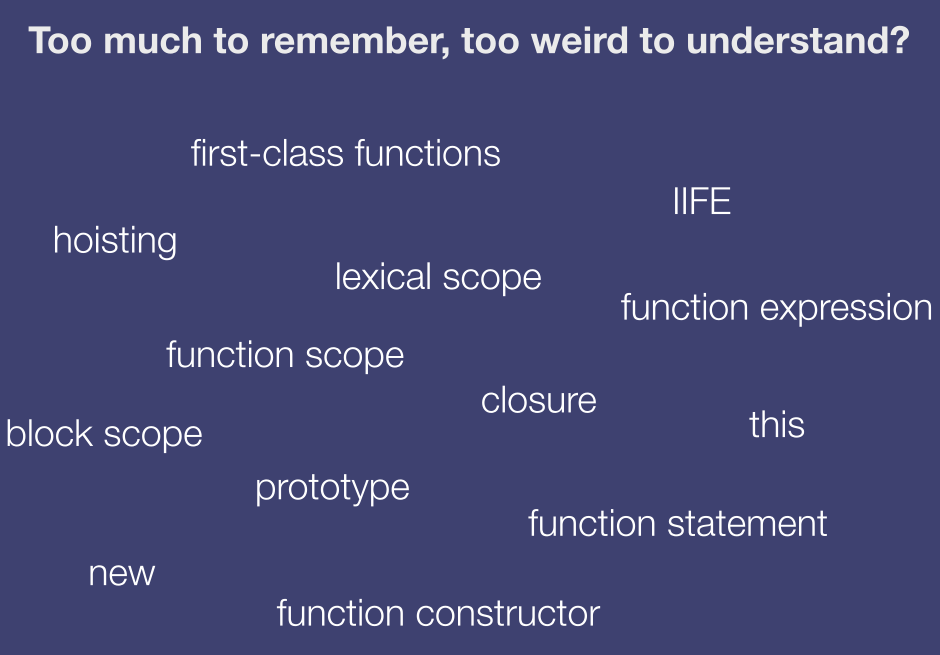 Too much to remember, too weird to understand?
first-class functions
IIFE
hoisting
lexical scope
function expression
function scope
closure
this
block scope
prototype
function statement
new
function constructor